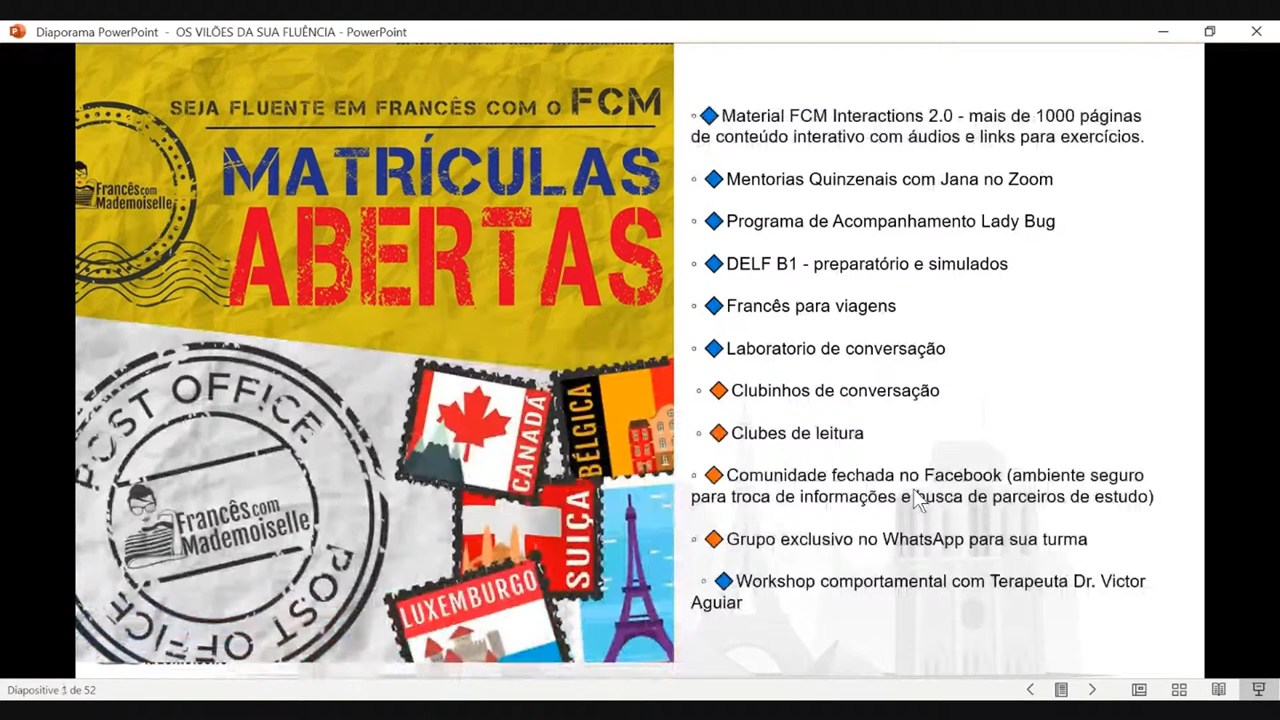 Diaporama PowerPoint - OS VILÕES DA SUA FLUÊNCIA - PowerPoint
SEJA FLUENTE EM FRANCÊS COM O FCM
MATRÍCULAS
ABERTAS
Francês com
Mademoiselle
POST OFFICE
Francês com
Mademoiselle
POST OFFICE
CANADÁ
BÉLGICA
SUIÇA
LUXEMBURGO
Material FCM Interactions 2.0 - mais de 1000 páginas
de conteúdo interativo com áudios e links para exercícios.
Mentorias Quinzenais com Jana no Zoom
Programa de Acompanhamento Lady Bug
DELF B1 - preparatório e simulados
Francês para viagens
Laboratorio de conversação
Clubinhos de conversação
Clubes de leitura
Comunidade fechada no Facebook (ambiente seguro
para troca de informações e busca de parceiros de estudo)
Grupo exclusivo no WhatsApp para sua turma
Workshop comportamental com Terapeuta Dr. Victor
Aguiar
Diapositive 1 de 52